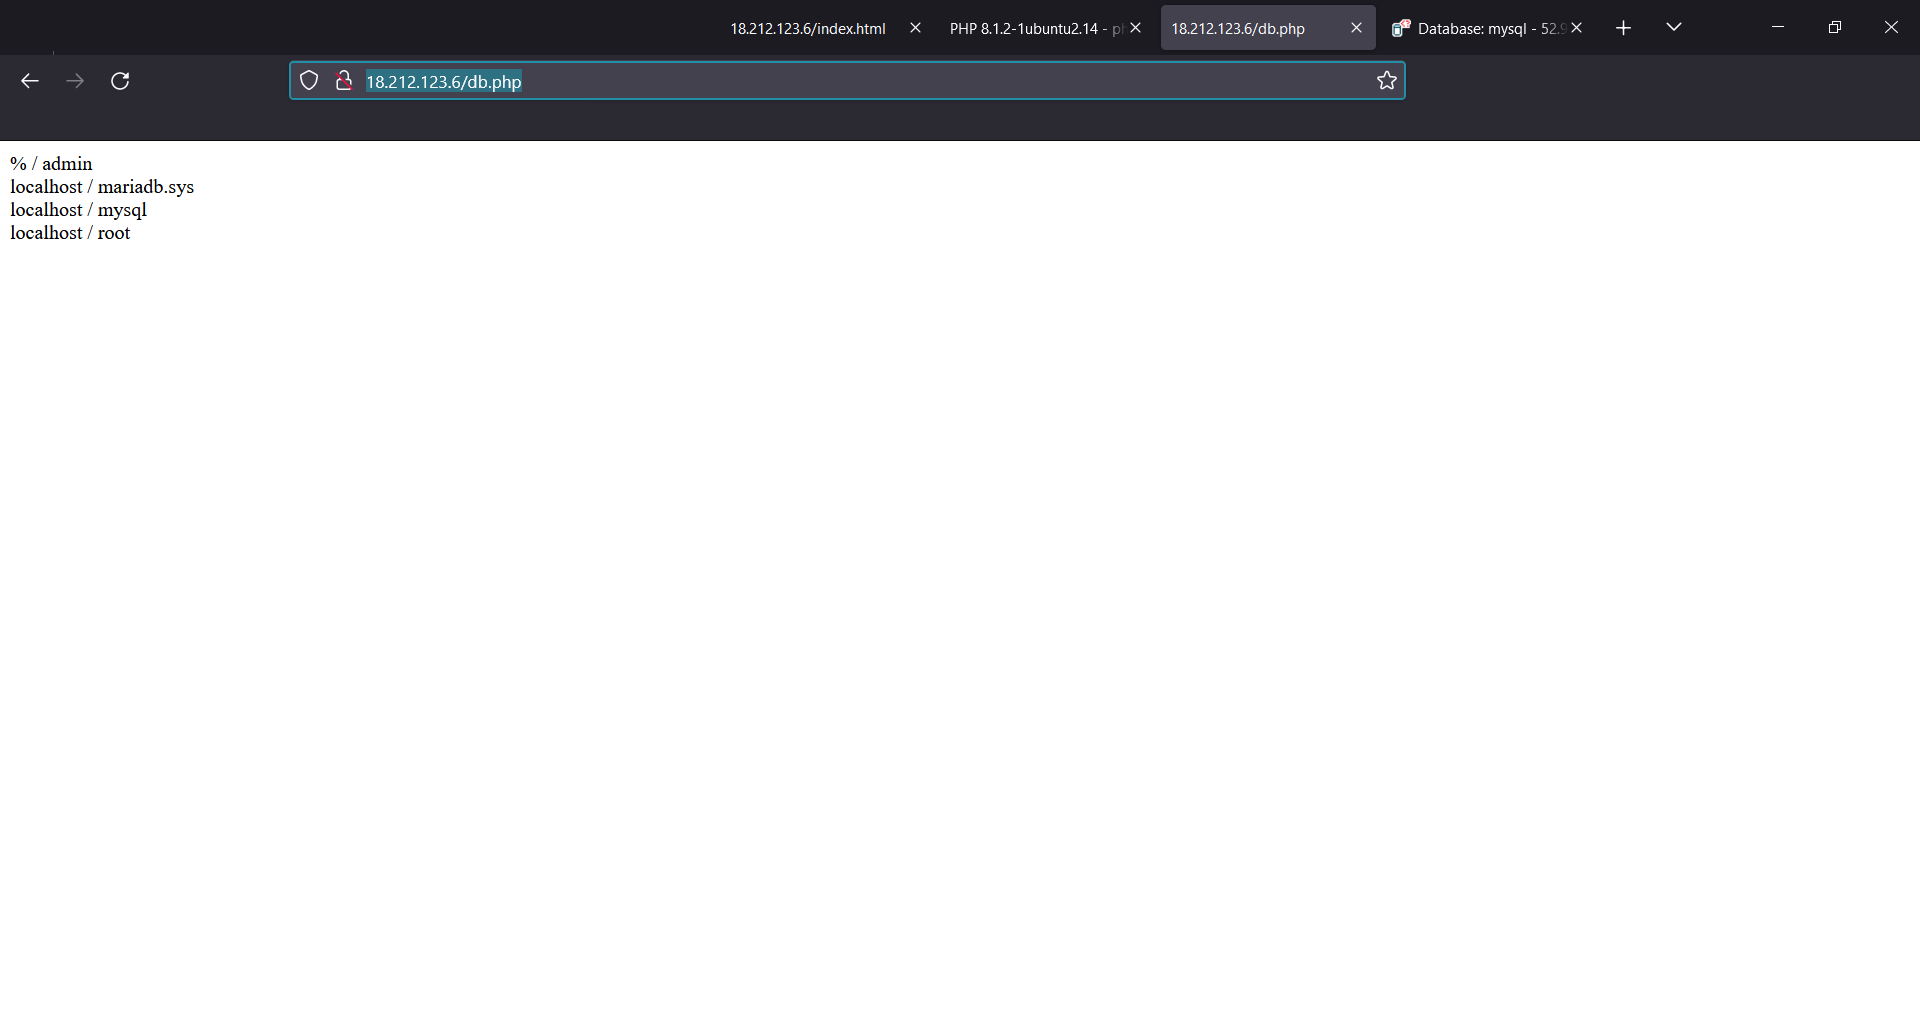 18.212.123.6/index.html
PHP 8.1.2-1ubuntu2.14 - p
18.212.123.6/db.php
Database: mysql - 52.9
18.212.123.6/db.php
% / admin
localhost / mariadb.sys
localhost / mysql
localhost / root